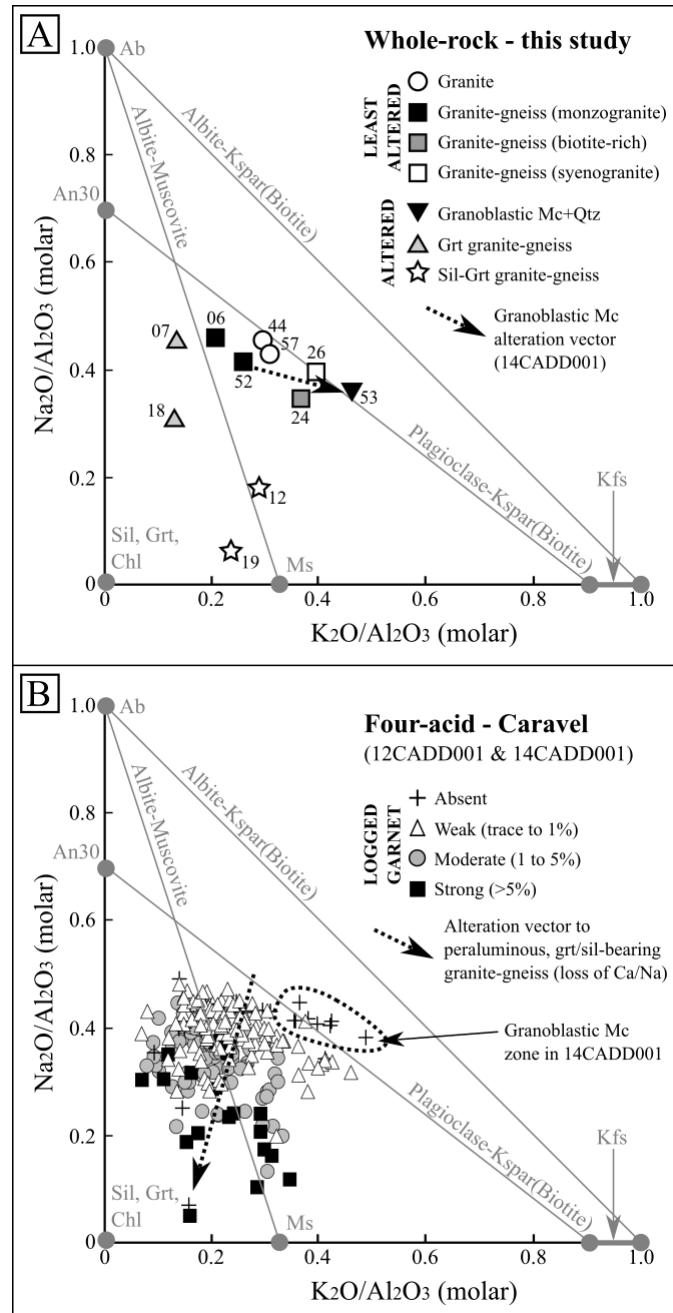 A
Whole-rock - this study
LEAST
ALTERED
Granite
Granite-gneiss (monzogranite)
Granite-gneiss (biotite-rich)
Granite-gneiss (syenogranite)
ALTERED
Granoblastic Mc+Qtz
Grt granite-gneiss
Sil-Grt granite-gneiss
Granoblastic Mc
alteration vector
(14CADD001)
1.0
0.8
0.6
0.4
0.2
0
Na2O/Al2O3 (molar)
Ab
An30
Albite-Muscovite
Albite-Kspar(Biotite)
Plagioclase-Kspar(Biotite)
07
06
44
57
52
26
24
53
18
12
19
Sil, Grt,
Chl
Ms
Kfs
0
0.2
0.4
0.6
0.8
1.0
K2O/Al2O3 (molar)
B
Four-acid - Caravel
(12CADD001 & 14CADD001)
LOGGED
GARNET
Absent
Weak (trace to 1%)
Moderate (1 to 5%)
Strong (>5%)
Alteration vector to
peraluminous, grt/sil-bearing
granite-gneiss (loss of Ca/Na)
Granoblastic Mc
zone in 14CADD001
1.0
0.8
0.6
0.4
0.2
0
Na2O/Al2O3 (molar)
Ab
An30
Albite-Muscovite
Albite-Kspar(Biotite)
Plagioclase-Kspar(Biotite)
Sil, Grt,
Chl
Ms
Kfs
0
0.2
0.4
0.6
0.8
1.0
K2O/Al2O3 (molar)